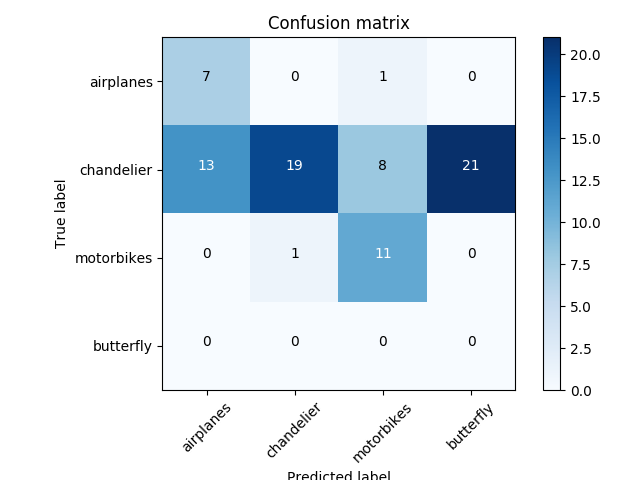 Confusion matrix
airplanes 7 0 1 0
chandelier 13 19 8 21
motorbikes 0 1 11 0
butterfly 0 0 0 0
True label
airplanes chandelier motorbikes butterfly
Predicted label
20.0
17.5
15.0
12.5
10.0
7.5
5.0
2.5
0.0